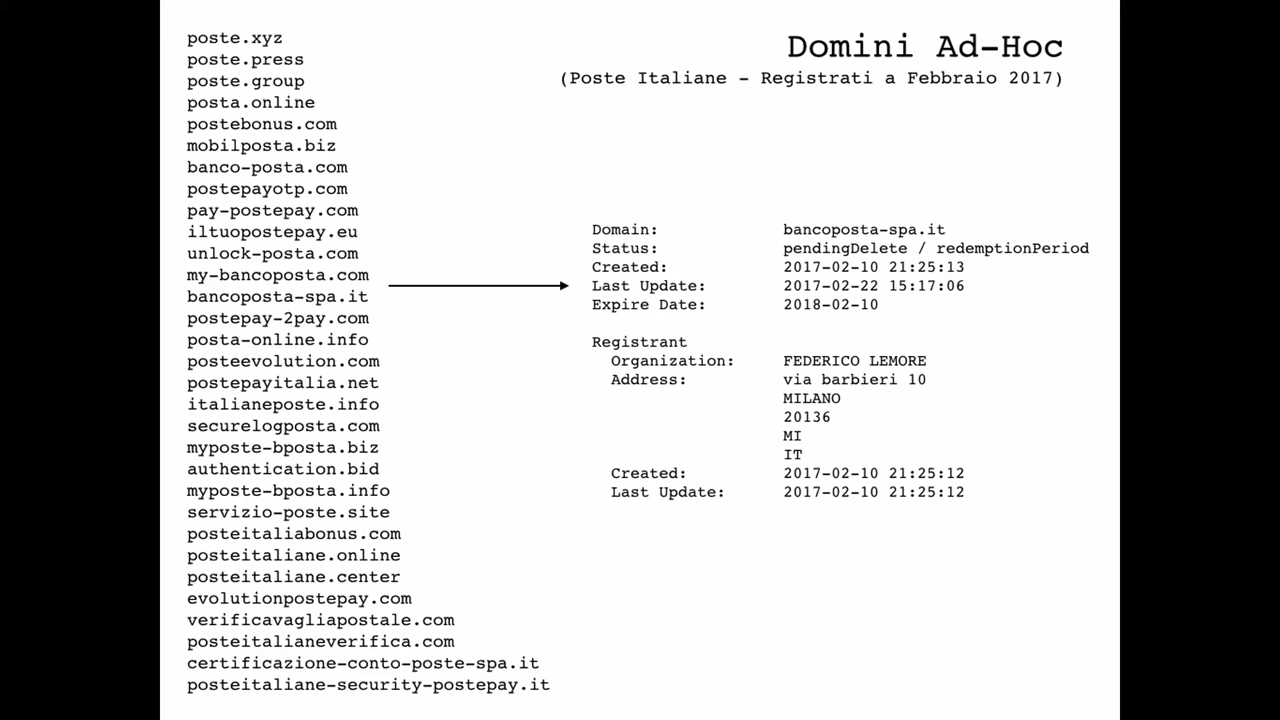 Domini Ad-Hoc
(Poste Italiane - Registrati a Febbraio 2017)
poste.xyz
poste.press
poste.group
posta.online
postebonus.com
mobilposta.biz
banco-posta.com
postepayotp.com
pay-postepay.com
iltuopostepay.eu
unlock-posta.com
my-bancoposta.com
bancoposta-spa.it
postepay-2pay.com
posta-online.info
posteevolution.com
postepayitalia.net
italianeposte.info
securelogposta.com
myposte-bposta.biz
authentication.bid
myposte-bposta.info
servizio-poste.site
posteitaliabonus.com
posteitaliane.online
posteitaliane.center
evolutionpostepay.com
verificavagliapostale.com
posteitalianeverifica.com
certificazione-conto-poste-spa.it
posteitaliane-security-postepay.it
Domain: bancoposta-spa.it
Status: pendingDelete / redemptionPeriod
Created: 2017-02-10 21:25:13
Last Update: 2017-02-22 15:17:06
Expire Date: 2018-02-10
Registrant
Organization: FEDERICO LEMORE
Address: via barbieri 10
MILANO
20136
MI
IT
Created: 2017-02-10 21:25:12
Last Update: 2017-02-10 21:25:12